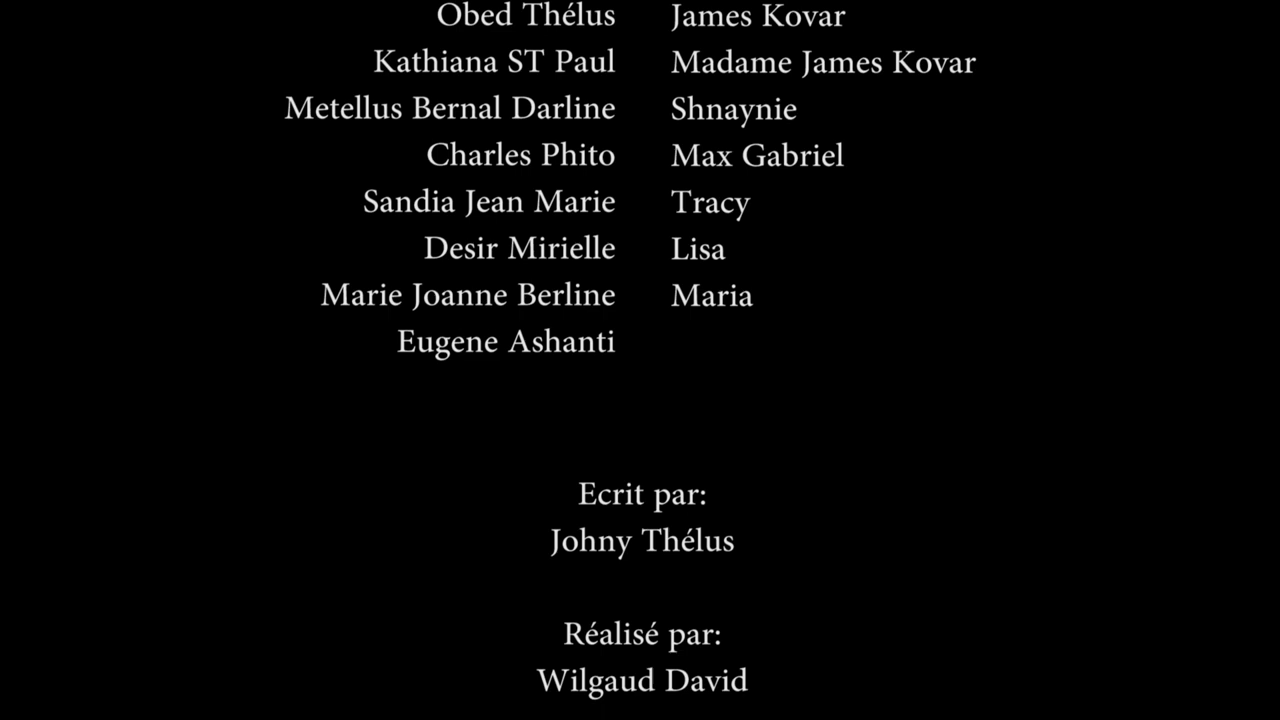 Obed Thélus James Kovar
Kathiana ST Paul Madame James Kovar
Metellus Bernal Darline Shnaynie
Charles Phito Max Gabriel
Sandia Jean Marie Tracy
Desir Mirielle Lisa
Marie Joanne Berline Maria
Eugene Ashanti
Ecrit par:
Johny Thélus
Réalisé par:
Wilgaud David